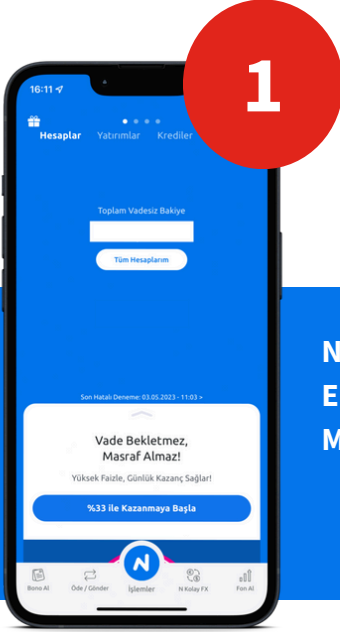 1
16:11
Hesaplar Yatırımlar Krediler
Toplam Vadesiz Bakiye
Tüm Hesaplarım
Son Hatalı Deneme: 03.05.2023 - 11:03 >
Vade Bekletmez,
Masraf Almaz!
Yüksek Faizle, Günlük Kazanç Sağlar!
%33 ile Kazanmaya Başla
N
Bono Al Öde / Gönder İşlemler N Kolay FX Fon Al
N
E
M